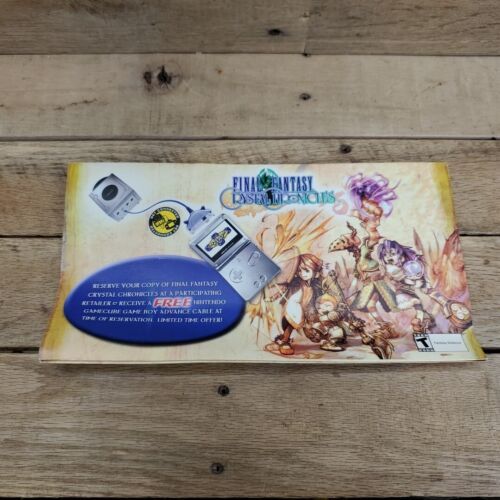 FINAL FANTASY
CRYSTAL CHRONICLES
RESERVE YOUR COPY OF FINAL FANTASY
CRYSTAL CHRONICLES AT A PARTICIPATING
RETAILER & RECEIVE A FREE NINTENDO
GAMECUBE GAME BOY ADVANCE CABLE AT
TIME OF RESERVATION. LIMITED TIME OFFER!
T